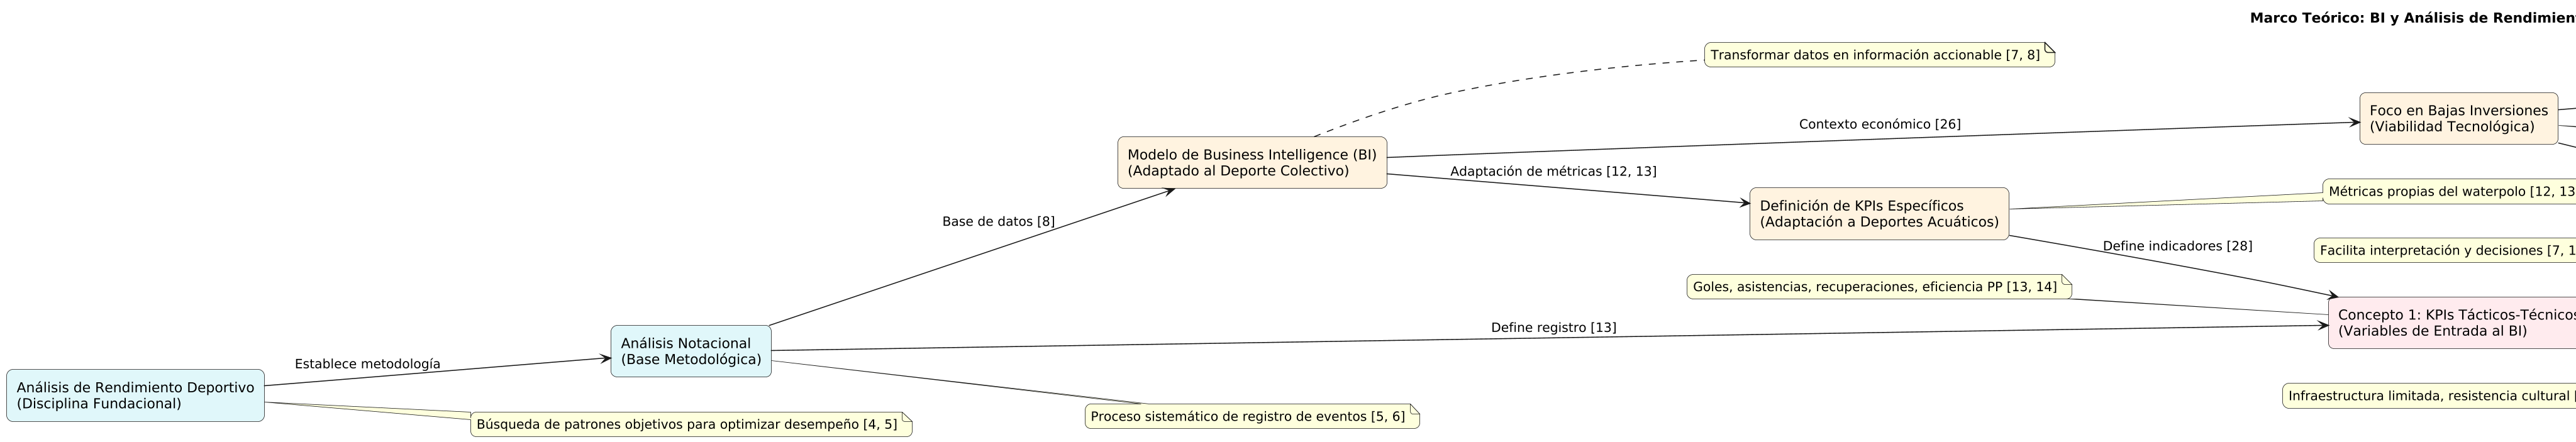 Marco Teórico: BI y Análisis de
Transformar datos en información accionable [7, 8]
Foco en Bajas Inversiones
(Viabilidad Tecnológica)
Contexto económico [26]
Modelo de Business Intelligence (BI)
(Adaptado al Deporte Colectivo)
Adaptación de métricas [12, 13]
Métricas propias del waterpolo [12, 13
Definición de KPIs Específicos
(Adaptación a Deportes Acuáticos)
Base de datos [8]
Define indicadores [28]
Facilita interpretación y decisiones [7, 1
Goles, asistencias, recuperaciones, eficiencia PP [13, 14]
Concepto 1: KPIs Tácticos-Técnicos
(Variables de Entrada al BI)
Define registro [13]
Análisis Notacional
(Base Metodológica)
Establece metodología
Análisis de Rendimiento Deportivo
(Disciplina Fundacional)
Infraestructura limitada, resistencia cultural [
Proceso sistemático de registro de eventos [5, 6]
Búsqueda de patrones objetivos para optimizar desempeño [4, 5]